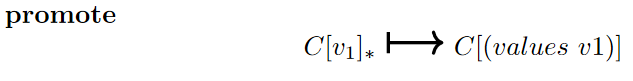 promote
C[v₁]* ↦ C[(values v1)]